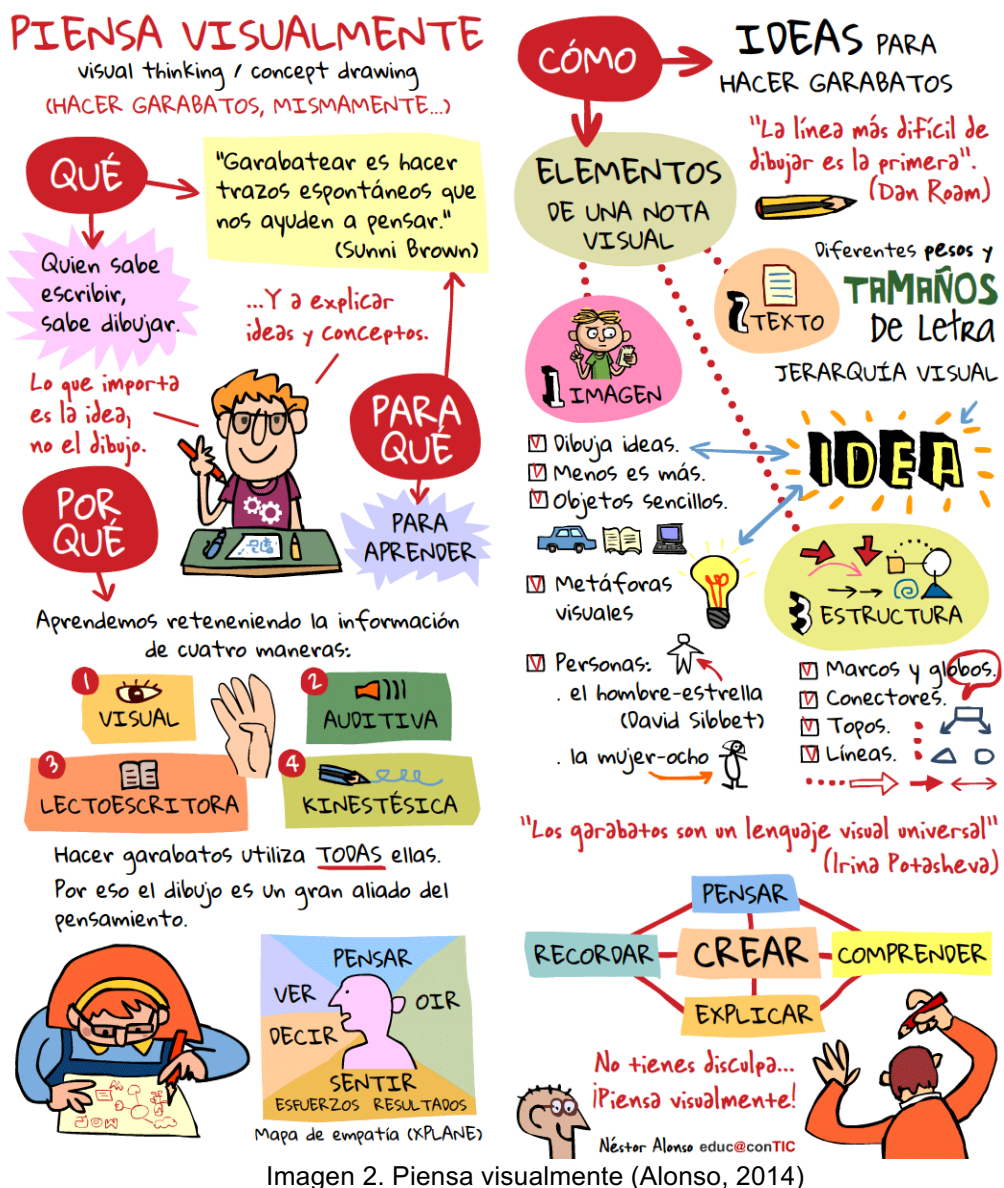 PIENSA VISUALMENTE
visual thinking / concept drawing
(HACER GARABATOS, MISMAMENTE...)
QUÉ
"Garabatear es hacer
trazos espontáneos que
nos ayuden a pensar."
(Sunni Brown)
Quien sabe
escribir,
sabe dibujar.
...Y a explicar
ideas y conceptos.
Lo que importa
es la idea,
no el dibujo.
PARA
QUÉ
PARA
APRENDER
POR
QUÉ
Aprendemos reteneniendo la información
de cuatro maneras:
1
VISUAL
2
AUDITIVA
3
LECTOESCRITORA
4
KINESTÉSICA
Hacer garabatos utiliza TODAS ellas.
Por eso el dibujo es un gran aliado del
pensamiento.
PENSAR
VER
OIR
DECIR
SENTIR
ESFUERZOS RESULTADOS
Mapa de empatía (XPLANE)
CÓMO
IDEAS PARA
HACER GARABATOS
"La línea más difícil de
dibujar es la primera".
(Dan Roam)
ELEMENTOS
DE UNA NOTA
VISUAL
1 IMAGEN
2 TEXTO
Diferentes pesos y
TAMAÑOS
De Letra
JERARQUÍA VISUAL
IDEA
Dibuja ideas.
Menos es más.
Objetos sencillos.
Metáforas
visuales
Personas:
. el hombre-estrella
(David Sibbet)
. la mujer-ocho
3 ESTRUCTURA
Marcos y globos.
Conectores.
Topos.
Líneas.
"Los garabatos son un lenguaje visual universal"
(Irina Potasheva)
PENSAR
RECORDAR
CREAR
COMPRENDER
EXPLICAR
No tienes disculpa...
¡Piensa visualmente!
Néstor Alonso educ@conTIC
Imagen 2. Piensa visualmente (Alonso, 2014)